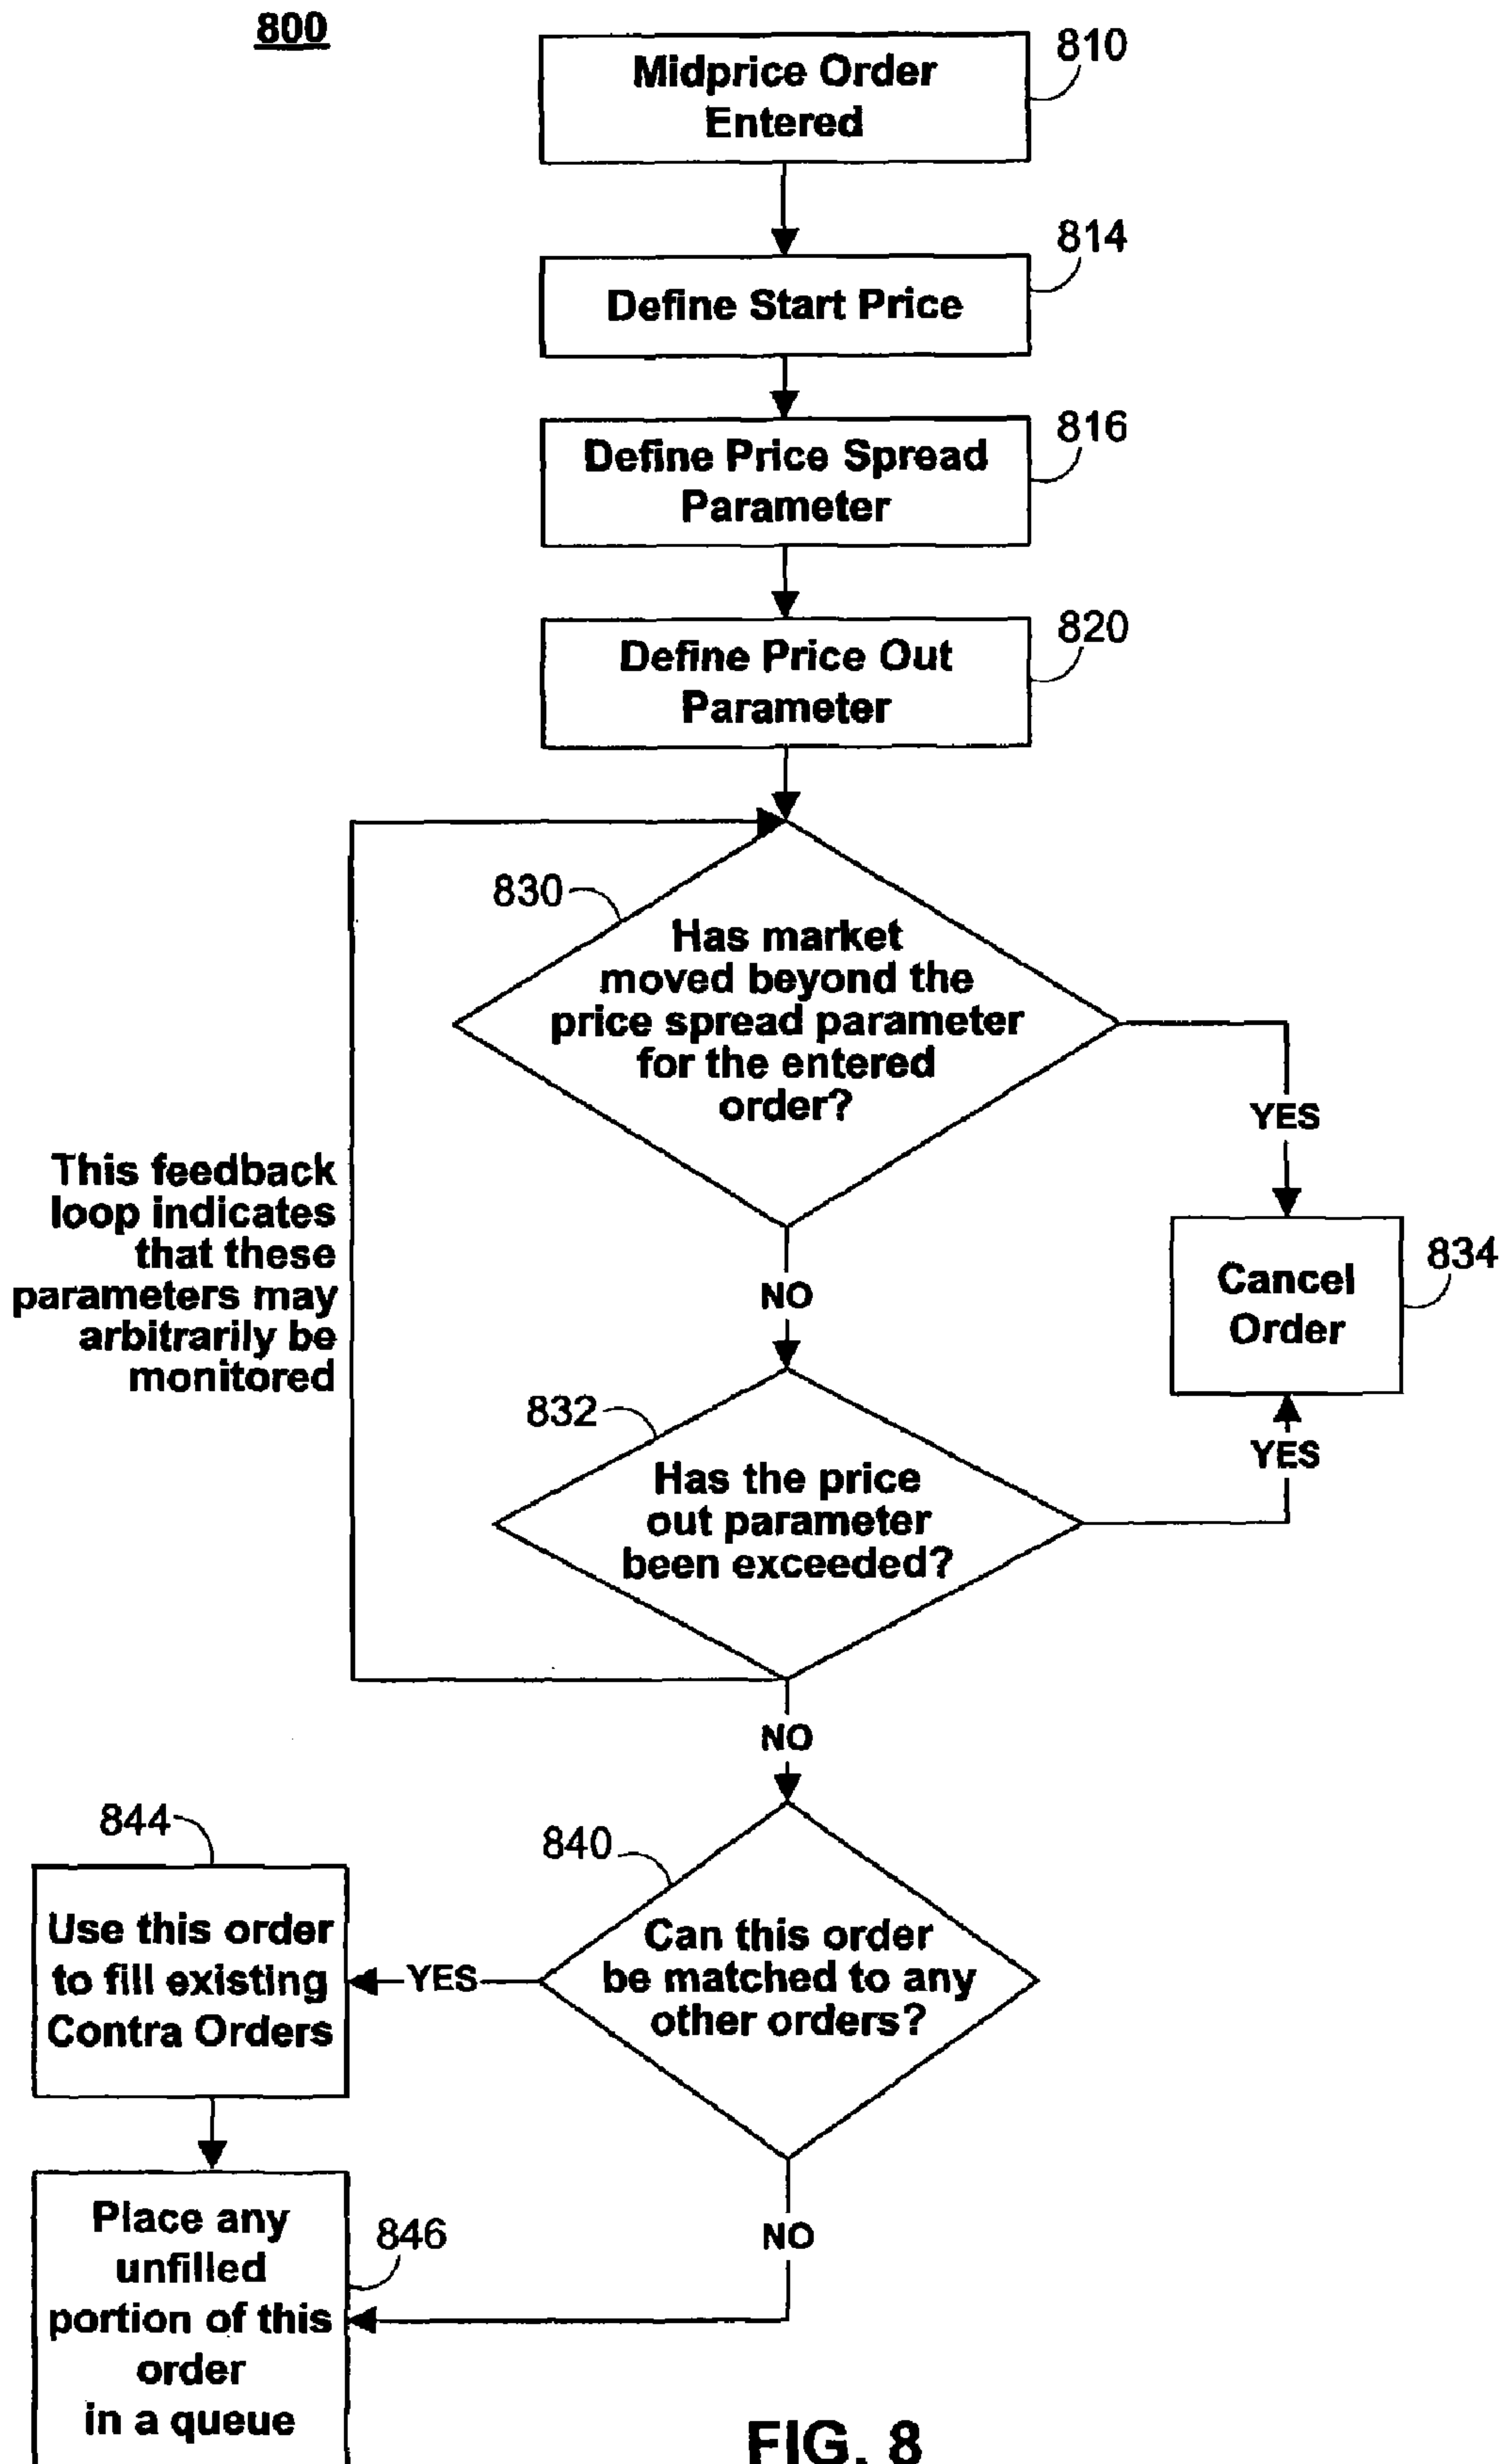 800
810
Midprice Order
Entered
814
Define Start Price
816
Define Price Spread
Parameter
820
Define Price Out
Parameter
830
Has market
moved beyond the
price spread parameter
for the entered
order?
YES
This feedback
loop indicates
that these
parameters may
arbitrarily be
monitored
NO
Cancel
Order
834
832
Has the price
out parameter
been exceeded?
YES
NO
844
840
Use this order
to fill existing
Contra Orders
YES
Can this order
be matched to any
other orders?
Place any
unfilled
portion of this
order
in a queue
846
NO
FIG. 8